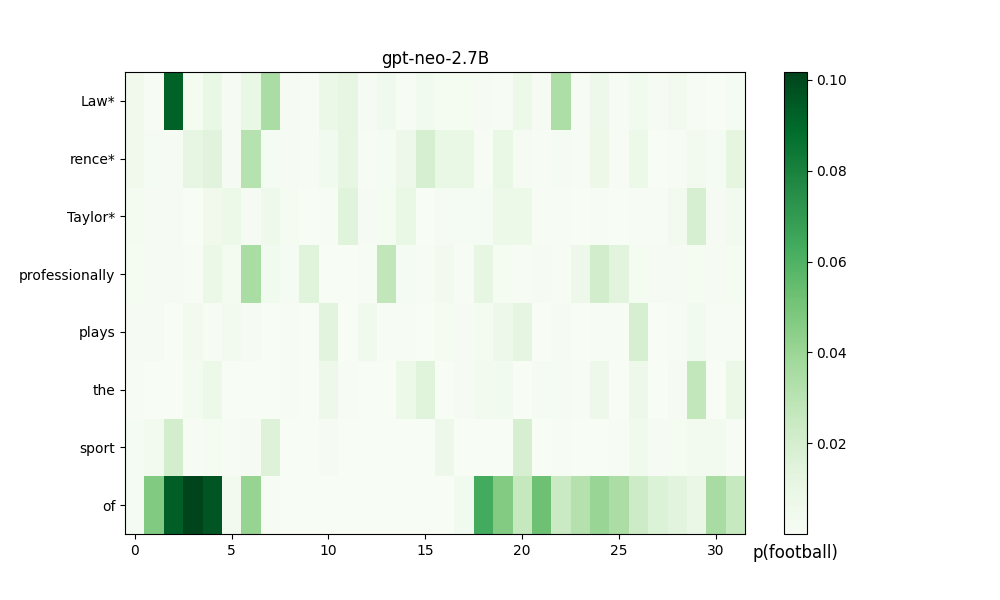 gpt-neo-2.7B
Law*
rence*
Taylor*
professionally
plays
the
sport
of
0 5 10 15 20 25 30
0.10
0.08
0.06
0.04
0.02
p(football)